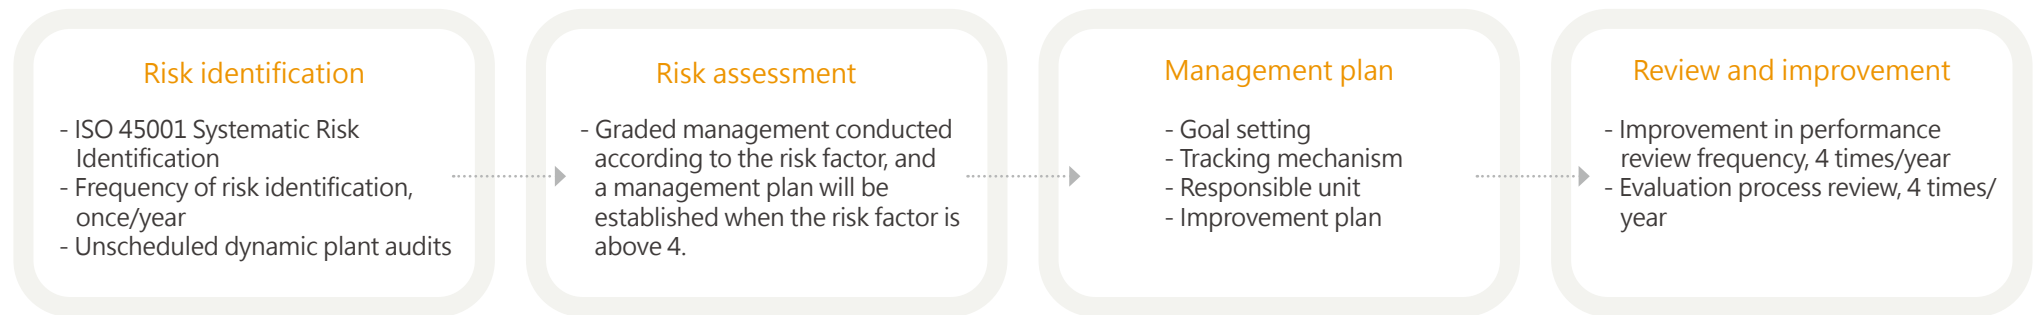 Risk identification
- ISO 45001 Systematic Risk
Identification
- Frequency of risk identification,
once/year
- Unscheduled dynamic plant audits
Risk assessment
- Graded management conducted
according to the risk factor, and
a management plan will be
established when the risk factor is
above 4.
Management plan
- Goal setting
- Tracking mechanism
- Responsible unit
- Improvement plan
Review and improvement
- Improvement in performance
review frequency, 4 times/year
- Evaluation process review, 4 times/
year